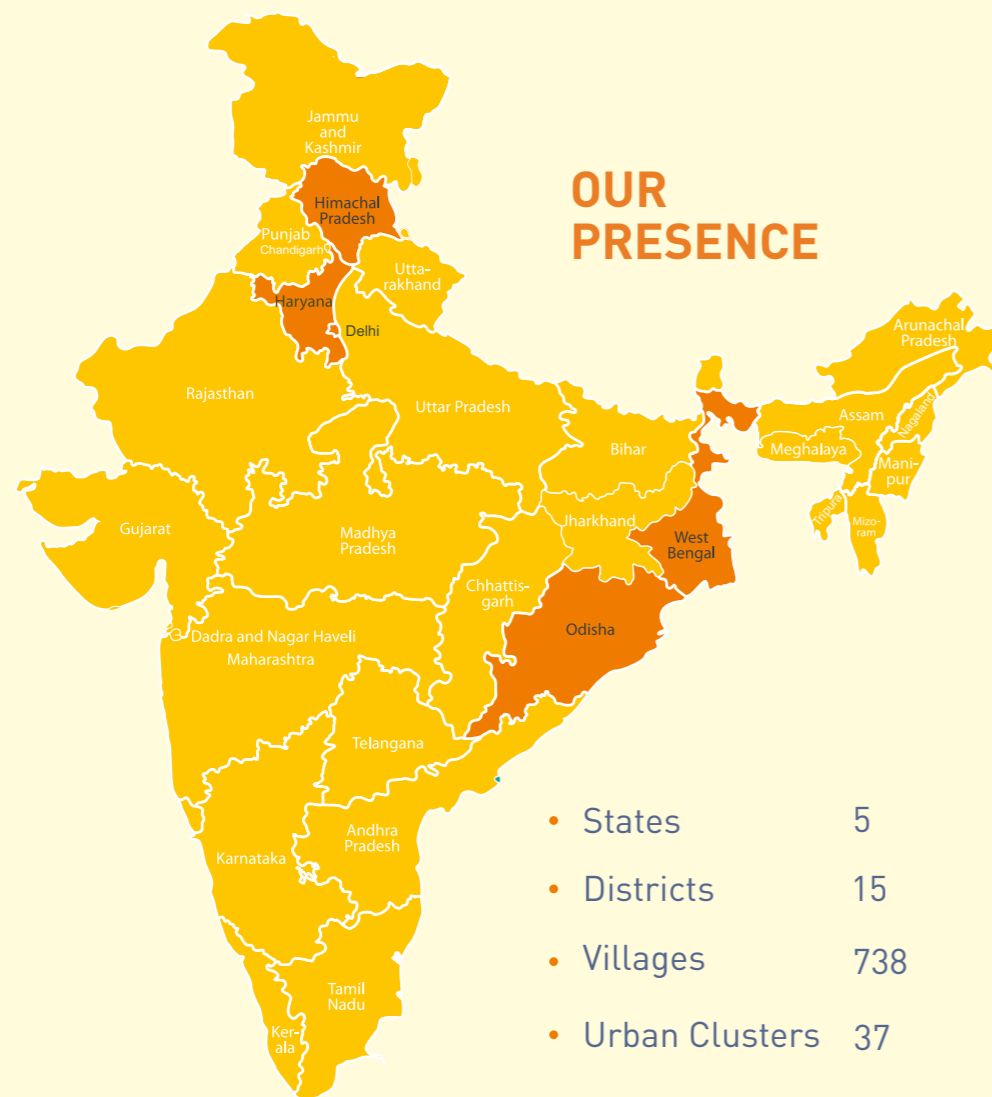 Jammu
and
Kashmir
OUR
PRESENCE
Himachal
Pradesh
Punjab
Chandigarh
Utta-
rakhand
Haryana
Delhi
Arunachal
Pradesh
Rajasthan
Uttar Pradesh
Assam
Nagaland
Bihar
Meghalaya
Mani-
pur
Gujarat
Madhya
Pradesh
Jharkhand
West
Bengal
Tripura
Mizo-
ram
Chhattis-
garh
Odisha
Dadra and Nagar Haveli
Maharashtra
Telangana
Andhra
Pradesh
Karnataka
Tamil
Nadu
Ker-
ala
• States 5
• Districts 15
• Villages 738
• Urban Clusters 37